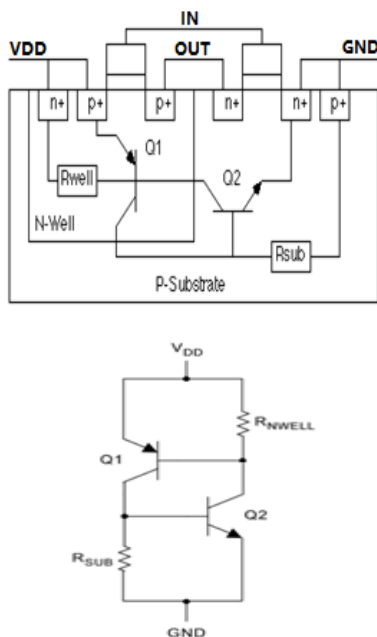 IN
VDD OUT GND
n+ p+ p+ n+ n+ p+
Q1
Rwell Q2
N-Well Rsub
P-Substrate
VDD
RNWELL
Q1
Q2
RSUB
GND